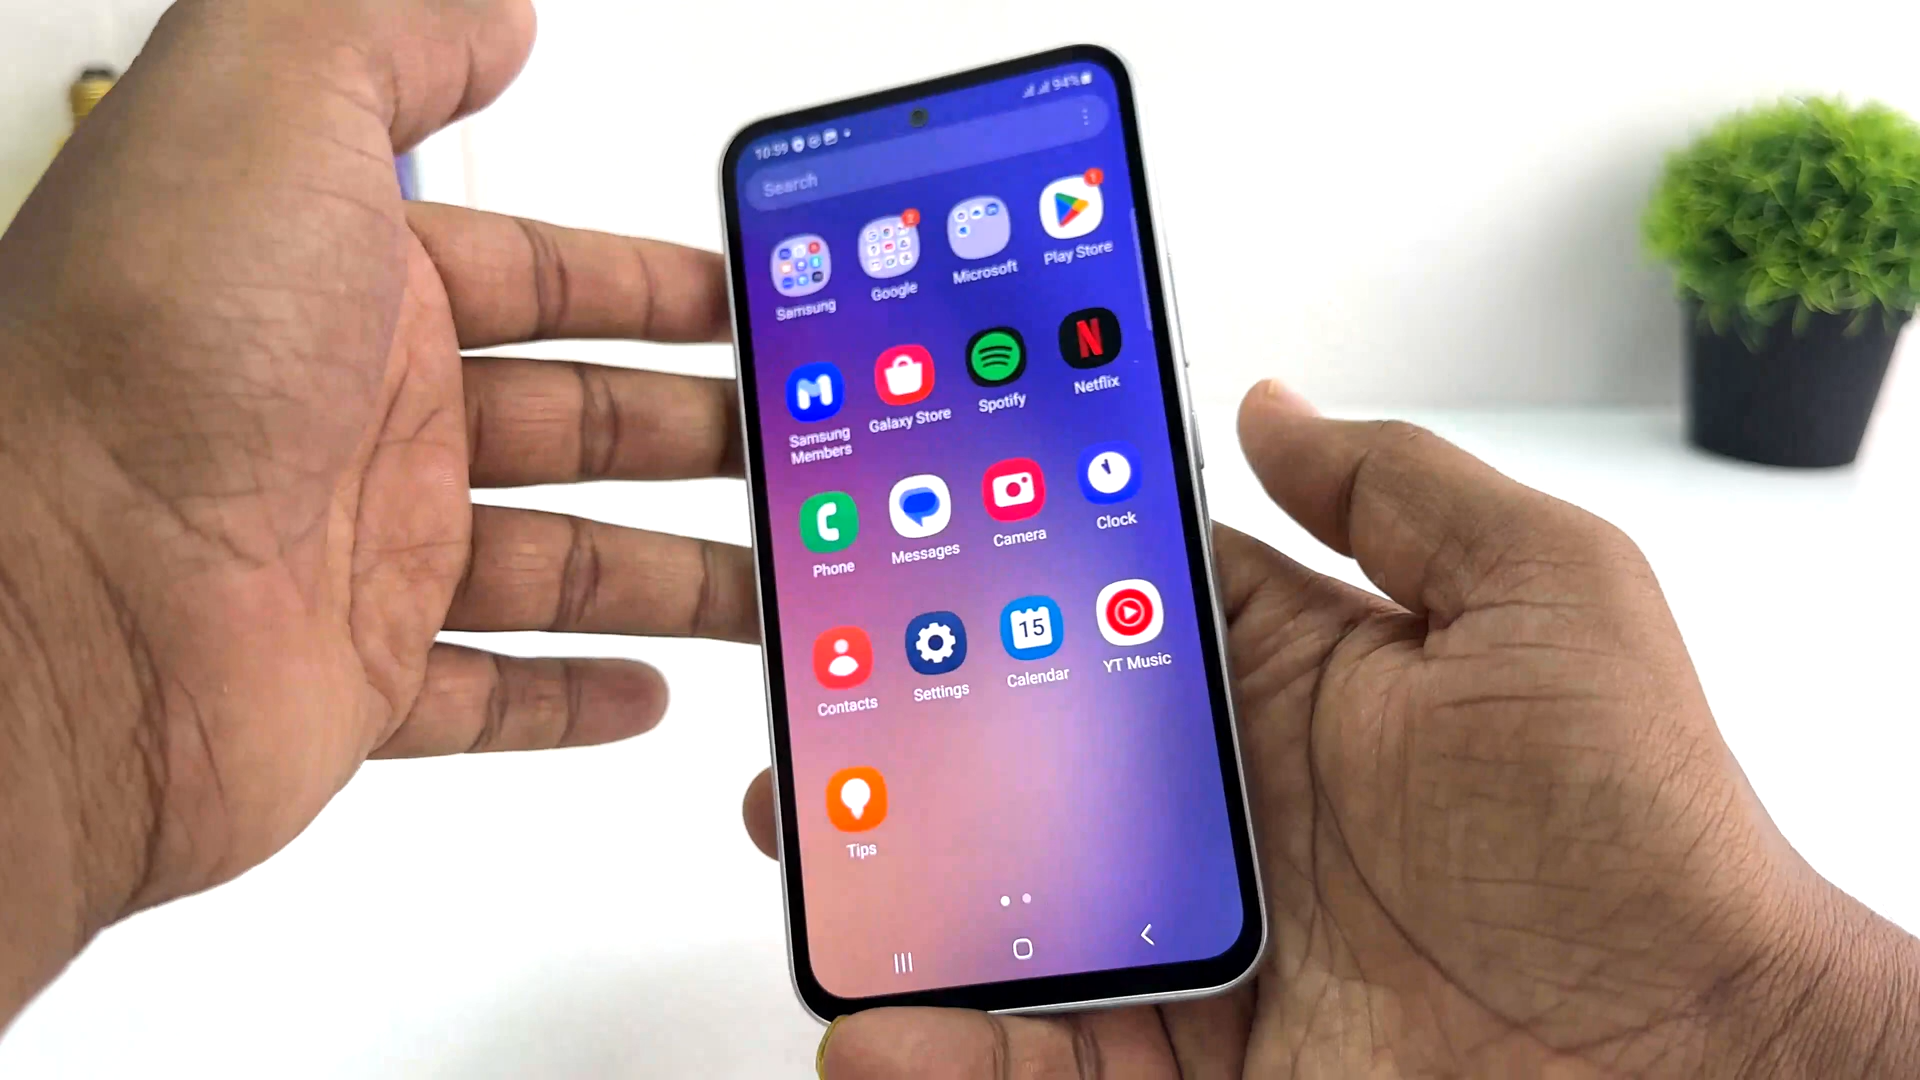 10:59
94%
Search
Samsung
Google
Microsoft
Play Store
Samsung
Members
Galaxy Store
Spotify
Netflix
Phone
Messages
Camera
Clock
Contacts
Settings
15
Calendar
YT Music
Tips